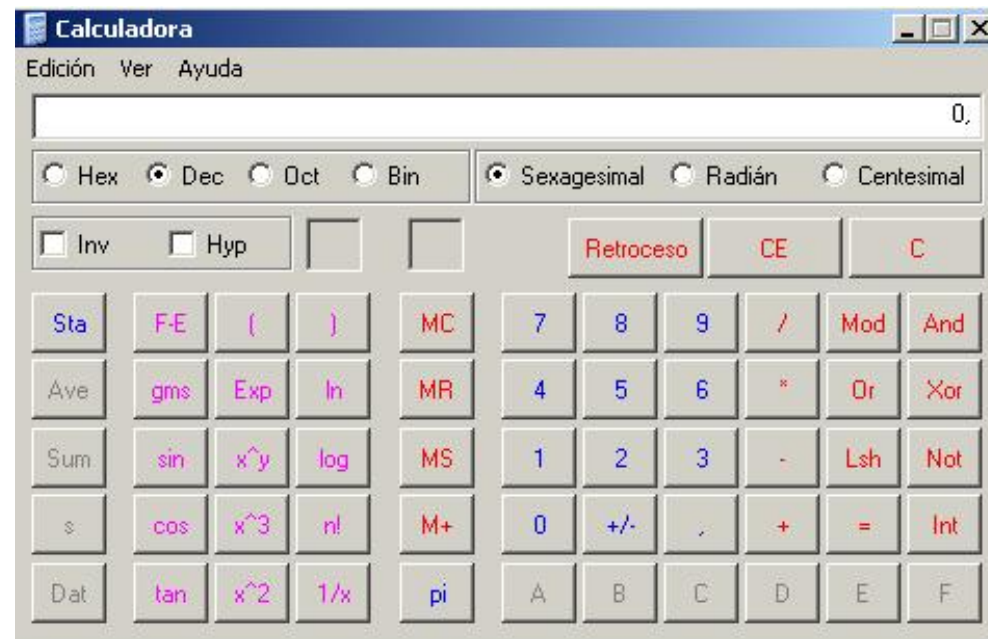 Calculadora
Edición Ver Ayuda
0,
Hex Dec Oct Bin Sexagesimal Radián Centesimal
Inv Hyp Retroceso CE C
Sta F-E ( ) MC 7 8 9 / Mod And
Ave gms Exp ln MR 4 5 6 * Or Xor
Sum sin x^y log MS 1 2 3 - Lsh Not
s cos x^3 n! M+ 0 +/- , + = Int
Dat tan x^2 1/x pi A B C D E F